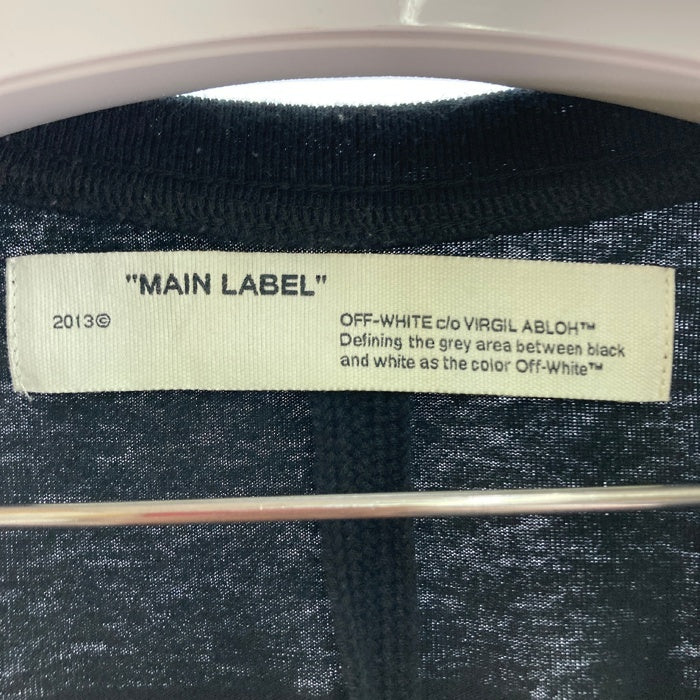 "MAIN LABEL"
2013©
OFF-WHITE c/o VIRGIL ABLOH™
Defining the grey area between black
and white as the color Off-White™